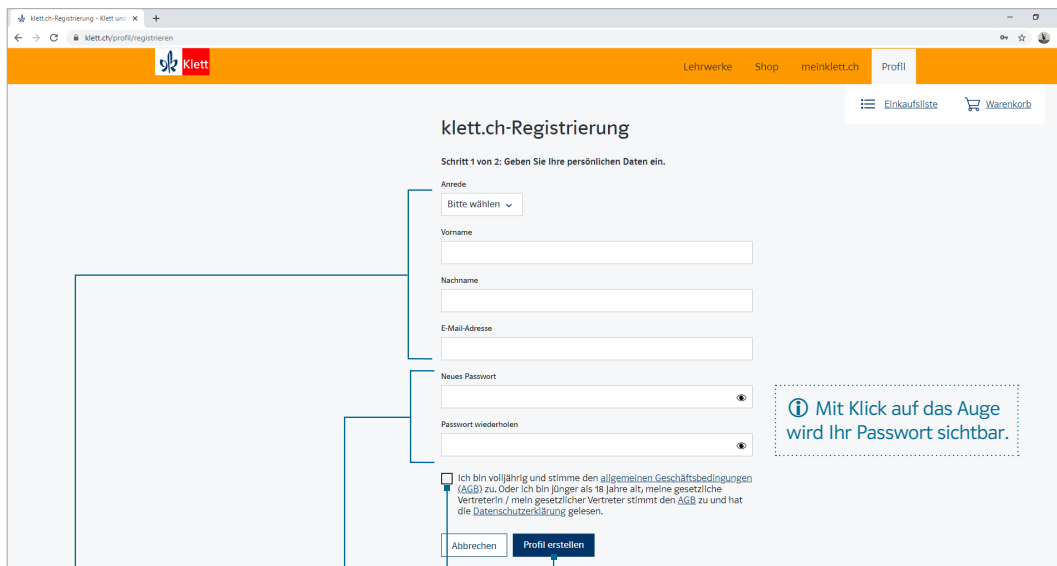 klett.ch-Registrierung - Klett und
klett.ch/profil/registrieren
Klett
Lehrwerke Shop meinklett.ch Profil
Einkaufsliste Warenkorb
klett.ch-Registrierung
Schritt 1 von 2: Geben Sie Ihre persönlichen Daten ein.
Anrede
Bitte wählen
Vorname
Nachname
E-Mail-Adresse
Neues Passwort
Mit Klick auf das Auge
wird Ihr Passwort sichtbar.
Passwort wiederholen
Ich bin volljährig und stimme den allgemeinen Geschäftsbedingungen
(AGB) zu. Oder ich bin jünger als 18 Jahre alt, meine gesetzliche
Vertreterin / mein gesetzlicher Vertreter stimmt den AGB zu und hat
die Datenschutzerklärung gelesen.
Abbrechen Profil erstellen